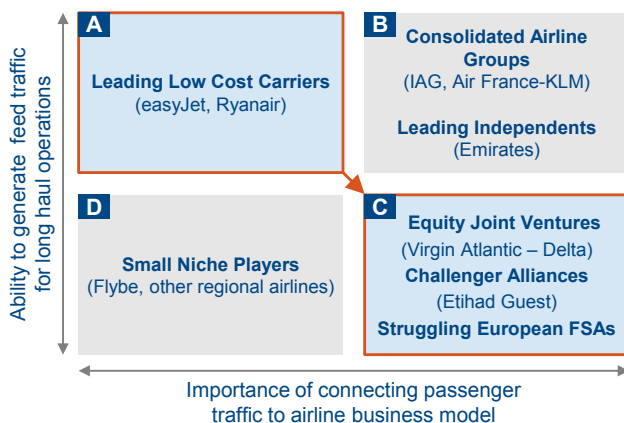 Ability to generate feed traffic
for long haul operations
A
Leading Low Cost Carriers
(easyJet, Ryanair)
B
Consolidated Airline
Groups
(IAG, Air France-KLM)
Leading Independents
(Emirates)
D
Small Niche Players
(Flybe, other regional airlines)
C
Equity Joint Ventures
(Virgin Atlantic – Delta)
Challenger Alliances
(Etihad Guest)
Struggling European FSAs
Importance of connecting passenger
traffic to airline business model